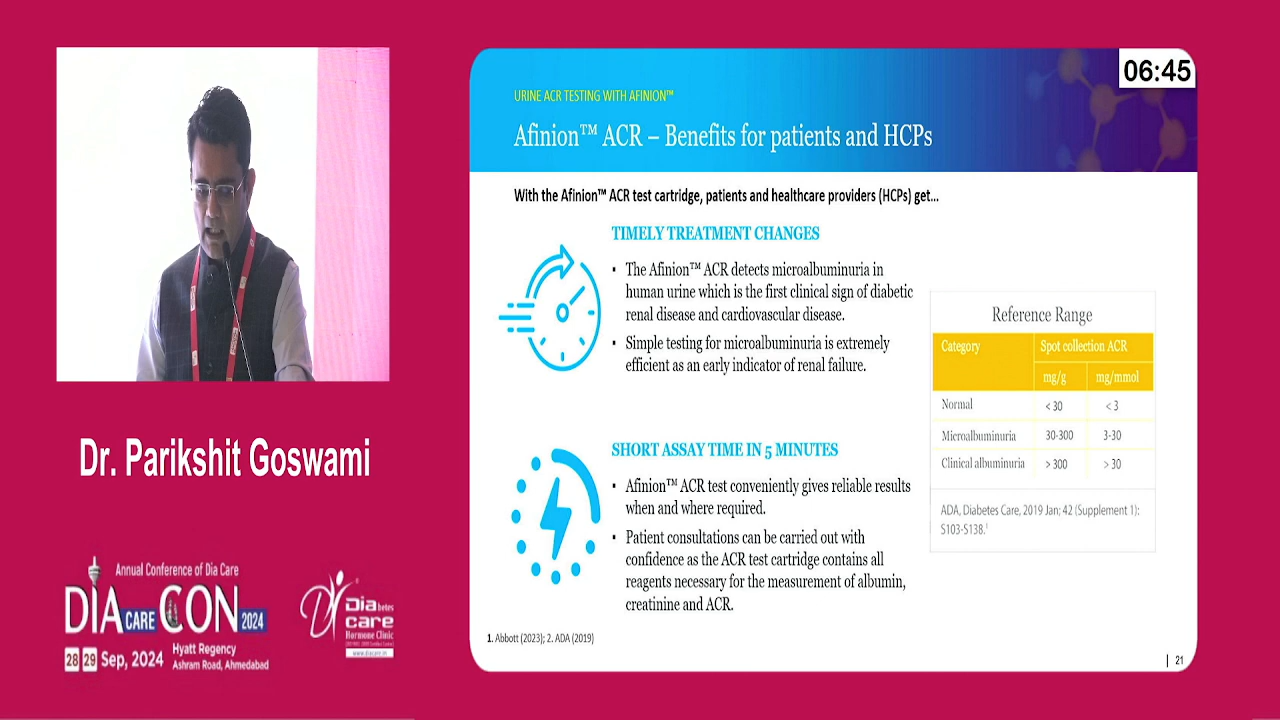 06:45
URINE ACR TESTING WITH AFINION™
Afinion™ ACR – Benefits for patients and HCPs
With the Afinion™ ACR test cartridge, patients and healthcare providers (HCPs) get...
TIMELY TREATMENT CHANGES
▪ The Afinion™ ACR detects microalbuminuria in
human urine which is the first clinical sign of diabetic
renal disease and cardiovascular disease.
▪ Simple testing for microalbuminuria is extremely
efficient as an early indicator of renal failure.
SHORT ASSAY TIME IN 5 MINUTES
▪ Afinion™ ACR test conveniently gives reliable results
when and where required.
▪ Patient consultations can be carried out with
confidence as the ACR test cartridge contains all
reagents necessary for the measurement of albumin,
creatinine and ACR.
Reference Range
Category Spot collection ACR
mg/g mg/mmol
Normal < 30 < 3
Microalbuminuria 30-300 3-30
Clinical albuminuria > 300 > 30
ADA, Diabetes Care, 2019 Jan; 42 (Supplement 1):
S103-S138.¹
1. Abbott (2023); 2. ADA (2019)
| 21
Dr. Parikshit Goswami
Annual Conference of Dia Care
DIA CARE CON 2024
28 29 Sep, 2024
Hyatt Regency
Ashram Road, Ahmedabad
Diabetes
care
Hormone Clinic
www.diacare.in